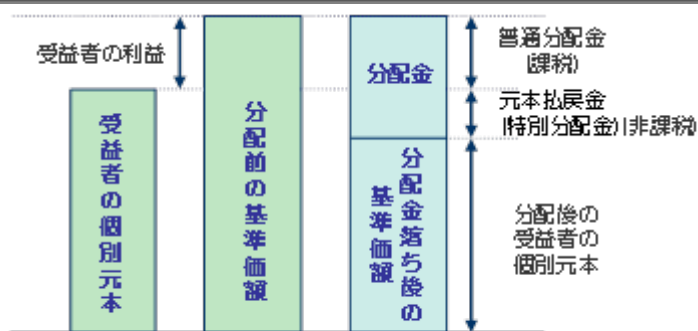 受益者の利益
受益者の個別元本
分配前の基準価額
分配金
分配金落ち後の
基準価額
普通分配金
(課税)
元本払戻金
(特別分配金)(非課税)
分配後の
受益者の
個別元本